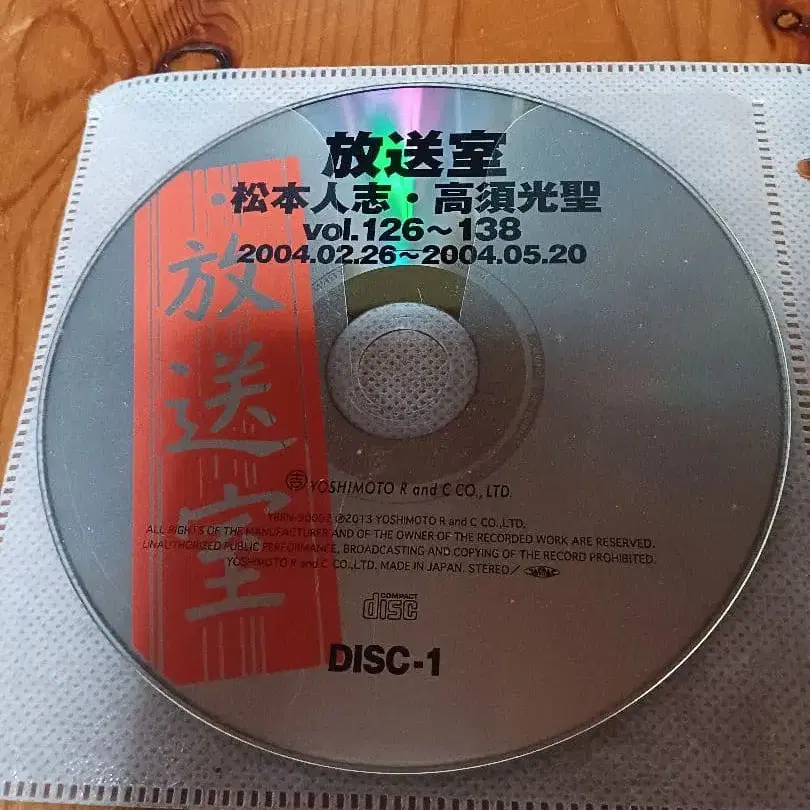 放送室
・松本人志・高須光聖
vol.126～138
2004.02.26～2004.05.20
放送室
吉 YOSHIMOTO R and C CO., LTD.
YRBN-90002 ℗2013 YOSHIMOTO R and C CO.,LTD.
ALL RIGHTS OF THE MANUFACTURER AND OF THE OWNER OF THE RECORDED WORK ARE RESERVED.
UNAUTHORIZED PUBLIC PERFORMANCE, BROADCASTING AND COPYING OF THE RECORD PROHIBITED.
YOSHIMOTO R and C CO.,LTD. MADE IN JAPAN. STEREO/
COMPACT
disc
DISC-1